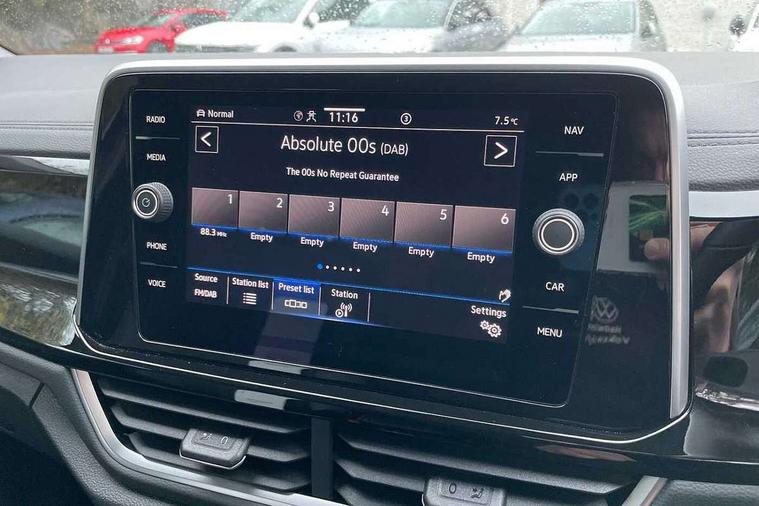 RADIO
MEDIA
PHONE
VOICE
Normal
11:16
3
7.5°C
Absolute 00s (DAB)
The 00s No Repeat Guarantee
1
2
3
4
5
6
88.3 MHz
Empty
Empty
Empty
Empty
Empty
Source
FM/DAB
Station list
Preset list
Station
Settings
NAV
APP
CAR
MENU
0